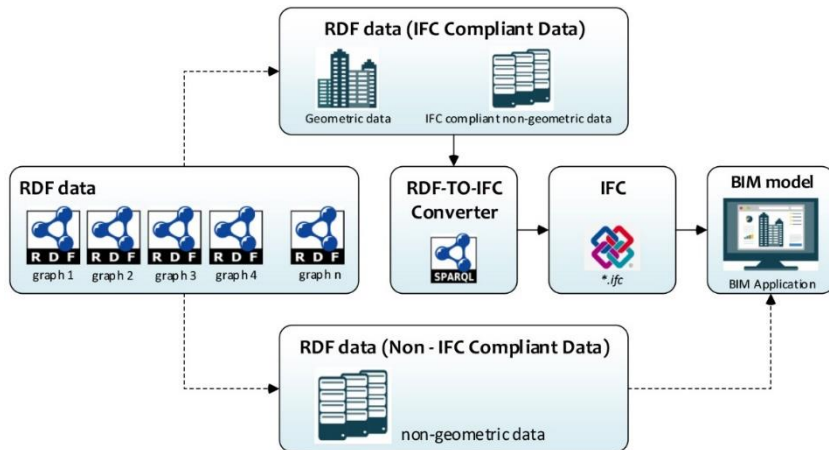 RDF data (IFC Compliant Data)
Geometric data
IFC compliant non-geometric data
RDF data
RDF
RDF
RDF
RDF
RDF
graph 1
graph 2
graph 3
graph 4
graph n
RDF-TO-IFC
Converter
SPARQL
IFC
*.ifc
BIM model
BIM Application
RDF data (Non - IFC Compliant Data)
non-geometric data